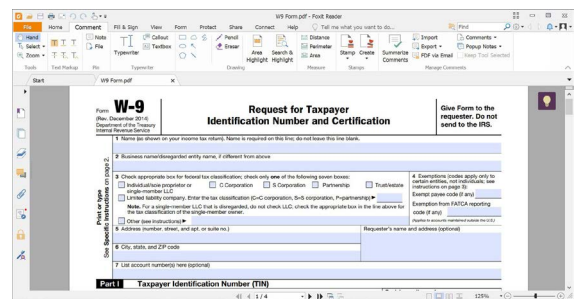 W9 Form.pdf - Foxit Reader
File Home Comment Fill & Sign View Form Protect Share Connect Help Tell me what you want to do... Find
Hand
Select
Zoom
Note
File
Typewriter
Callout
Textbox
Pencil
Eraser
Area Highlight
Search & Highlight
Distance
Perimeter
Area
Stamp
Create
Summarize Comments
Import
Export
FDF via Email
Comments
Popup Notes
Keep Tool Selected
Tools Text Markup Pin Typewriter Drawing Measure Stamps Manage Comments
Start W9 Form.pdf
Form W-9
(Rev. December 2014)
Department of the Treasury
Internal Revenue Service
Request for Taxpayer
Identification Number and Certification
Give Form to the
requester. Do not
send to the IRS.
Print or type
See Specific Instructions on page 2.
1 Name (as shown on your income tax return). Name is required on this line; do not leave this line blank.
2 Business name/disregarded entity name, if different from above
3 Check appropriate box for federal tax classification; check only one of the following seven boxes:
Individual/sole proprietor or single-member LLC
C Corporation
S Corporation
Partnership
Trust/estate
Limited liability company. Enter the tax classification (C=C corporation, S=S corporation, P=partnership)
Note. For a single-member LLC that is disregarded, do not check LLC; check the appropriate box in the line above for
the tax classification of the single-member owner.
Other (see instructions)
4 Exemptions (codes apply only to
certain entities, not individuals; see
instructions on page 3):
Exempt payee code (if any)
Exemption from FATCA reporting
code (if any)
(Applies to accounts maintained outside the U.S.)
5 Address (number, street, and apt. or suite no.)
Requester's name and address (optional)
6 City, state, and ZIP code
7 List account number(s) here (optional)
Part I Taxpayer Identification Number (TIN)
1 / 4
125%